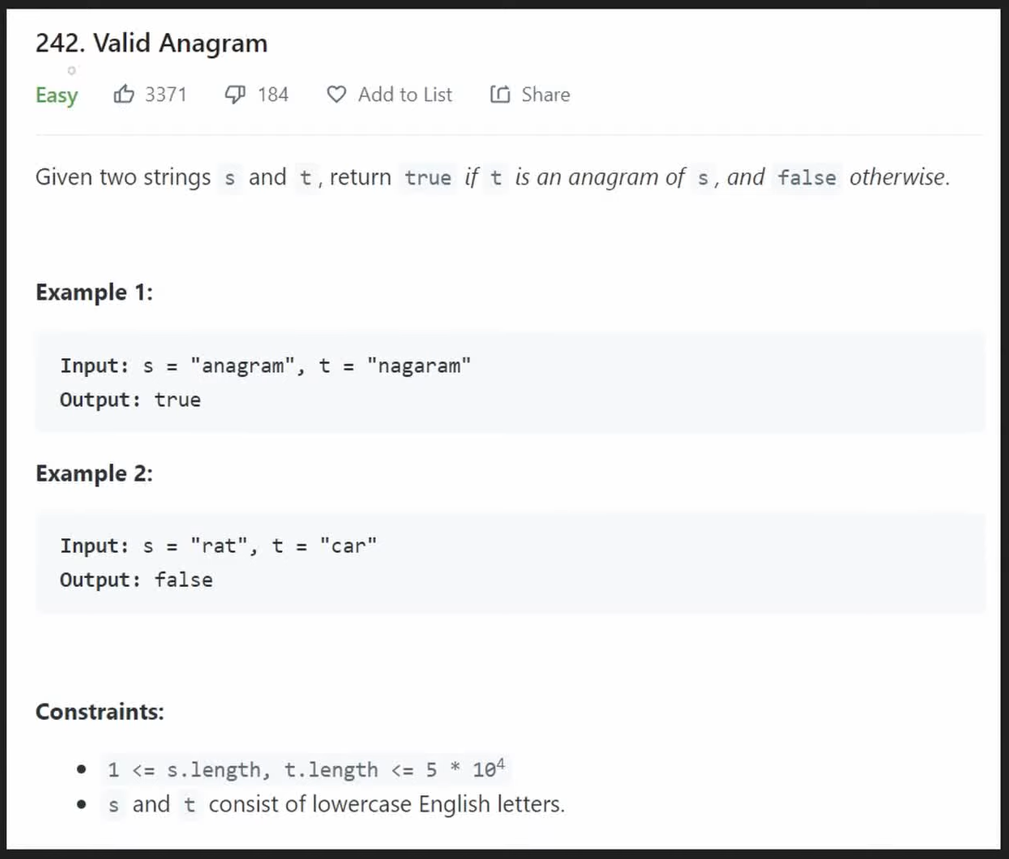 242. Valid Anagram
Easy 3371 184 Add to List Share
Given two strings s and t, return true if t is an anagram of s, and false otherwise.
Example 1:
Input: s = "anagram", t = "nagaram"
Output: true
Example 2:
Input: s = "rat", t = "car"
Output: false
Constraints:
• 1 <= s.length, t.length <= 5 * 10⁴
• s and t consist of lowercase English letters.